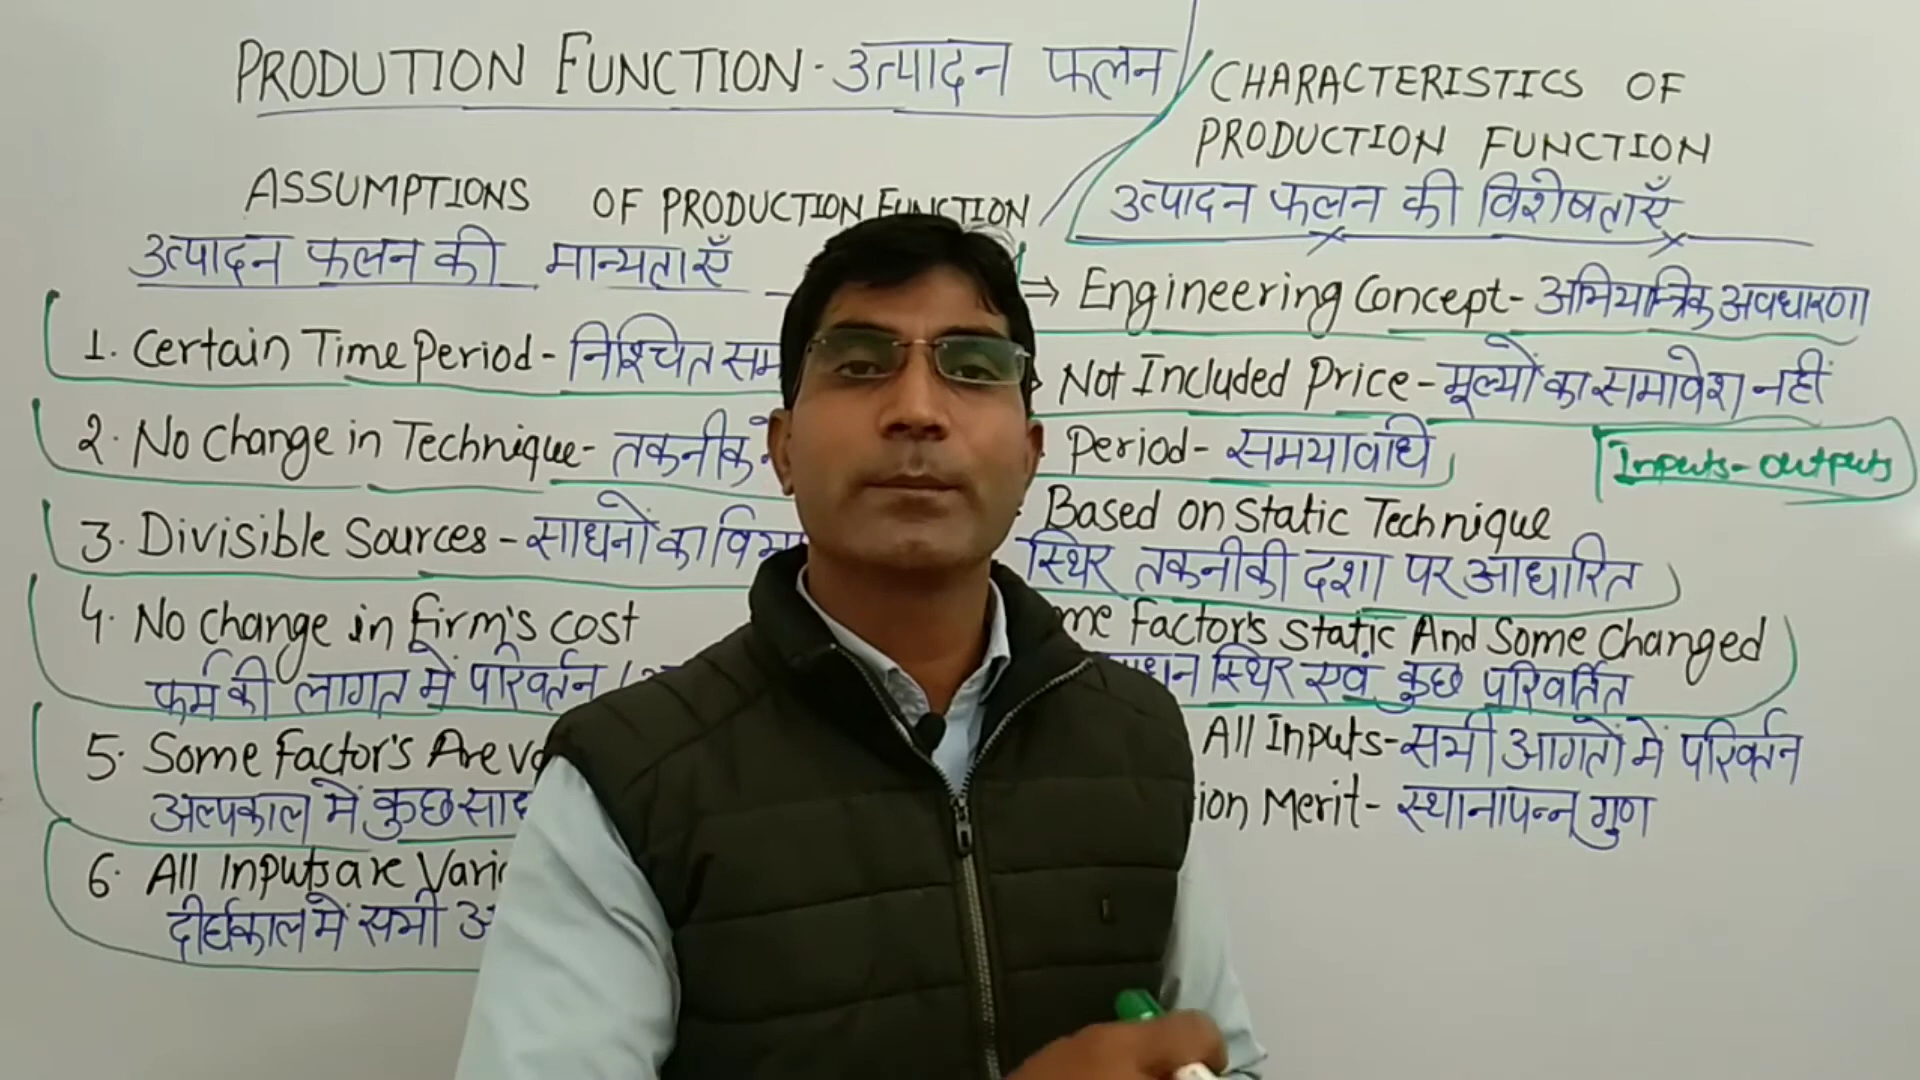 PRODUTION FUNCTION - उत्पादन फलन
ASSUMPTIONS OF PRODUCTION FUNCTION
उत्पादन फलन की मान्यताएँ
1. Certain Time Period - निश्चित
2. No Change in Technique -
3. Divisible Sources - साधनों का
4. No Change in firm's cost
फर्म की लागत में परिवर्तन
5. Some Factor's Are
अल्पकाल में कुछ
6. All Inputs are
दीर्घकाल में सभी
CHARACTERISTICS OF
PRODUCTION FUNCTION
उत्पादन फलन की विशेषताएँ
⇒ Engineering Concept - अभियान्त्रिक अवधारणा
Not Included Price - मूल्यों का समावेश नहीं
Period - समयावधि
Inputs - outputs
Based on Static Technique
स्थिर तकनीकी दशा पर आधारित
Factor's Static And Some Changed
स्थिर एवं कुछ परिवर्तित
All Inputs - सभी आगतों में परिवर्तन
Merit - स्थानापन्न गुण